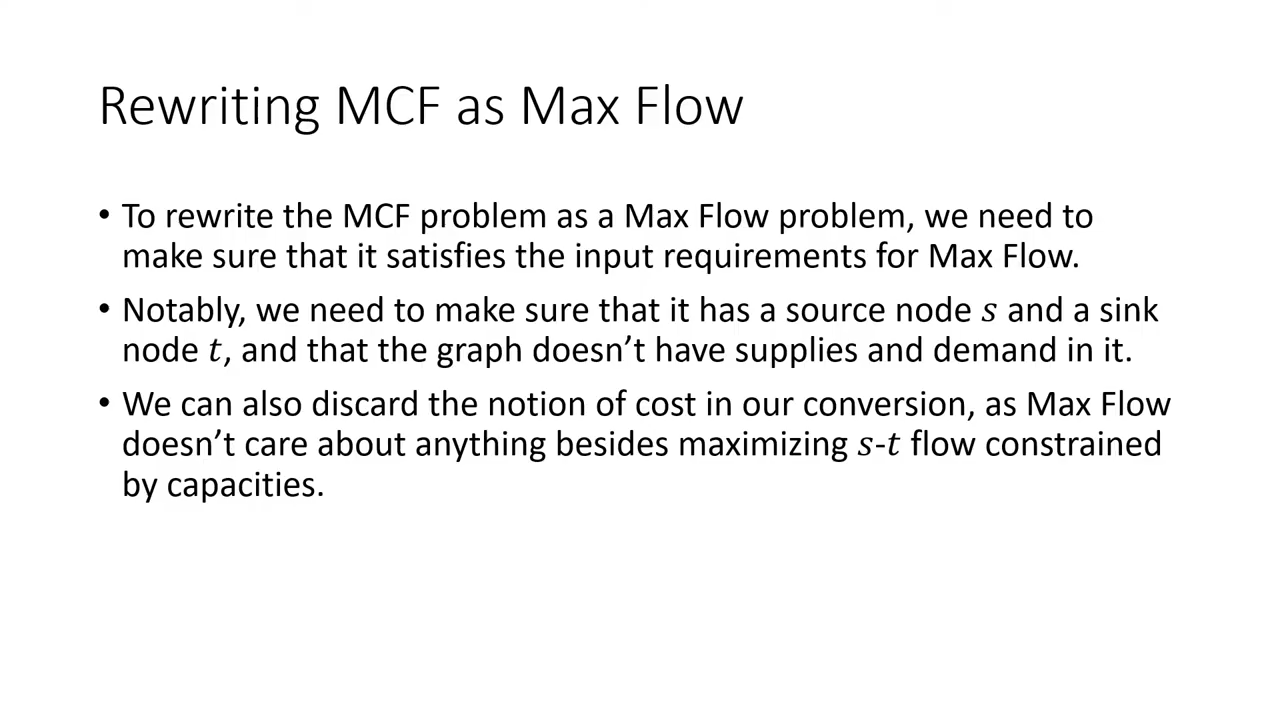 Rewriting MCF as Max Flow
• To rewrite the MCF problem as a Max Flow problem, we need to
make sure that it satisfies the input requirements for Max Flow.
• Notably, we need to make sure that it has a source node s and a sink
node t, and that the graph doesn’t have supplies and demand in it.
• We can also discard the notion of cost in our conversion, as Max Flow
doesn’t care about anything besides maximizing s-t flow constrained
by capacities.